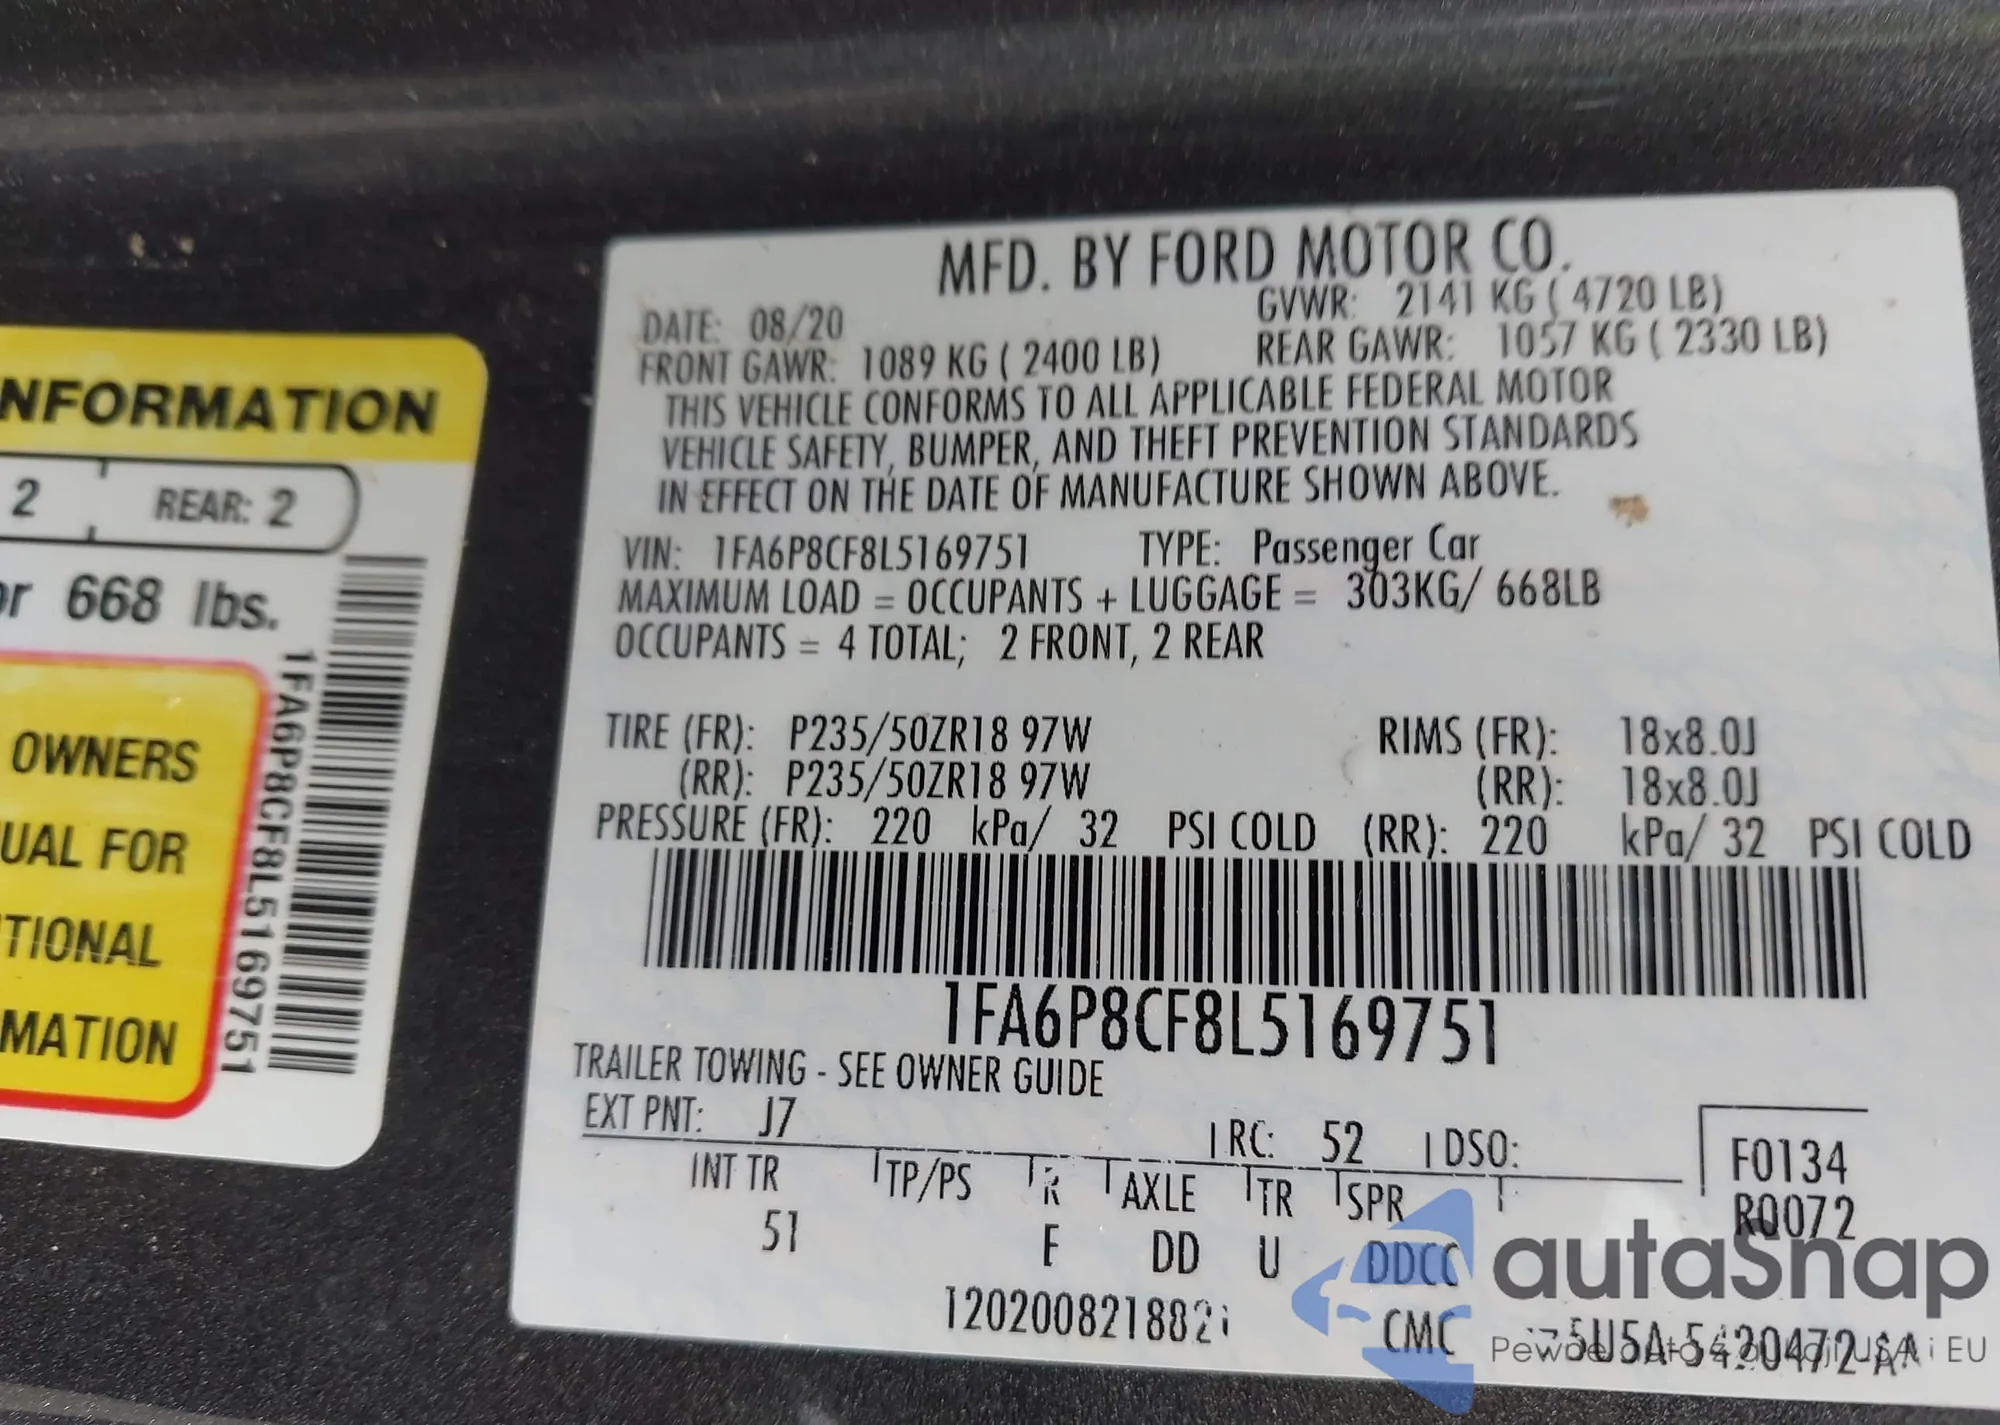 NFORMATION
2
REAR: 2
or 668 lbs.
OWNERS
UAL FOR
TIONAL
MATION
1FA6P8CF8L5169751
MFD. BY FORD MOTOR CO.
DATE: 08/20
GVWR: 2141 KG ( 4720 LB)
FRONT GAWR: 1089 KG ( 2400 LB)
REAR GAWR: 1057 KG ( 2330 LB)
THIS VEHICLE CONFORMS TO ALL APPLICABLE FEDERAL MOTOR
VEHICLE SAFETY, BUMPER, AND THEFT PREVENTION STANDARDS
IN EFFECT ON THE DATE OF MANUFACTURE SHOWN ABOVE.
VIN: 1FA6P8CF8L5169751 TYPE: Passenger Car
MAXIMUM LOAD = OCCUPANTS + LUGGAGE = 303KG/ 668LB
OCCUPANTS = 4 TOTAL; 2 FRONT, 2 REAR
TIRE (FR): P235/50ZR18 97W RIMS (FR): 18x8.0J
(RR): P235/50ZR18 97W (RR): 18x8.0J
PRESSURE (FR): 220 kPa/ 32 PSI COLD (RR): 220 kPa/ 32 PSI COLD
1FA6P8CF8L5169751
TRAILER TOWING - SEE OWNER GUIDE
EXT PNT: J7 RC: 52 DSO:
F0134
R0072
INT TR TP/PS R AXLE TR SPR
51 F DD U DDCC
CMC
autoSnap